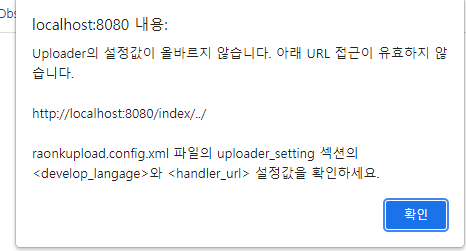 Obs
localhost:8080 내용:
Uploader의 설정값이 올바르지 않습니다. 아래 URL 접근이 유효하지 않
습니다.
http://localhost:8080/index/../
raonkupload.config.xml 파일의 uploader_setting 섹션의
<develop_langage>와 <handler_url> 설정값을 확인하세요.
확인